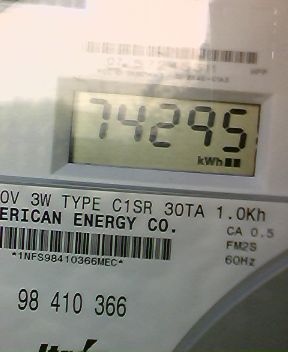 74295
kWh
0V 3W TYPE C1SR 30TA 1.0Kh
ERICAN ENERGY CO.
CA 0.5
FM2S
60Hz
*1NFS98410366MEC*
98 410 366